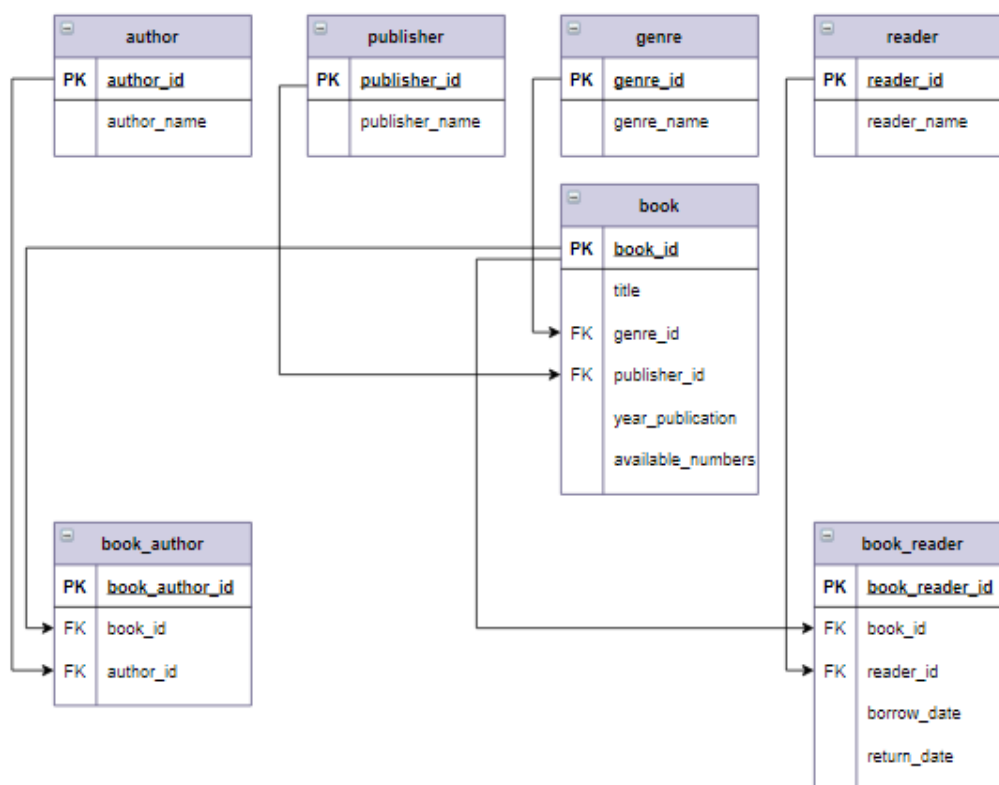 author
PK author_id
author_name
publisher
PK publisher_id
publisher_name
genre
PK genre_id
genre_name
reader
PK reader_id
reader_name
book
PK book_id
title
FK genre_id
FK publisher_id
year_publication
available_numbers
book_author
PK book_author_id
FK book_id
FK author_id
book_reader
PK book_reader_id
FK book_id
FK reader_id
borrow_date
return_date